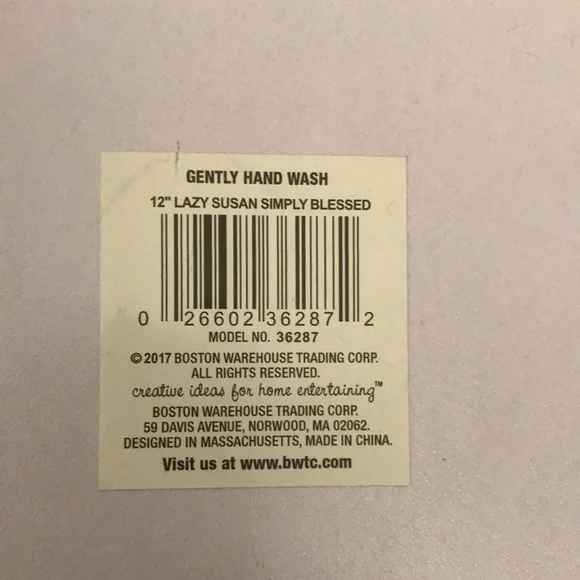 GENTLY HAND WASH
12" LAZY SUSAN SIMPLY BLESSED
0 26602 36287 2
MODEL NO. 36287
© 2017 BOSTON WAREHOUSE TRADING CORP.
ALL RIGHTS RESERVED.
creative ideas for home entertaining™
BOSTON WAREHOUSE TRADING CORP.
59 DAVIS AVENUE, NORWOOD, MA 02062.
DESIGNED IN MASSACHUSETTS, MADE IN CHINA.
Visit us at www.bwtc.com